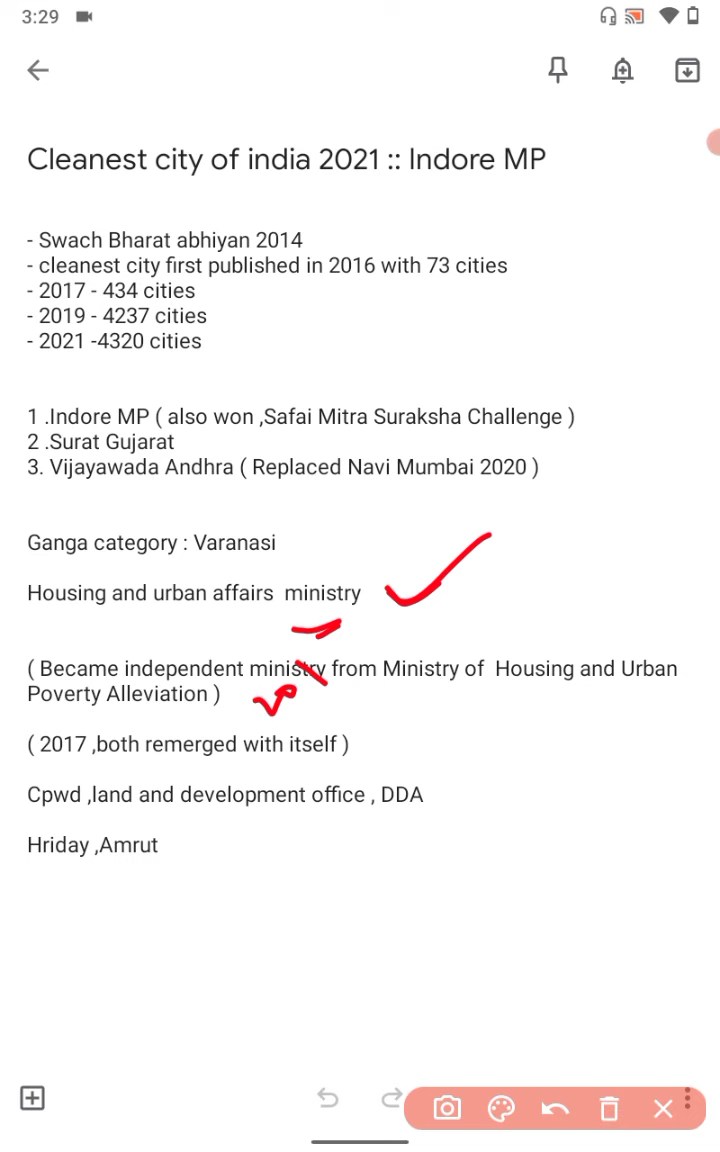 3:29
Cleanest city of india 2021 :: Indore MP
- Swach Bharat abhiyan 2014
- cleanest city first published in 2016 with 73 cities
- 2017 - 434 cities
- 2019 - 4237 cities
- 2021 -4320 cities
1 .Indore MP ( also won ,Safai Mitra Suraksha Challenge )
2 .Surat Gujarat
3. Vijayawada Andhra ( Replaced Navi Mumbai 2020 )
Ganga category : Varanasi
Housing and urban affairs  ministry
( Became independent ministry from Ministry of  Housing and Urban
Poverty Alleviation )
( 2017 ,both remerged with itself )
Cpwd ,land and development office , DDA
Hriday ,Amrut